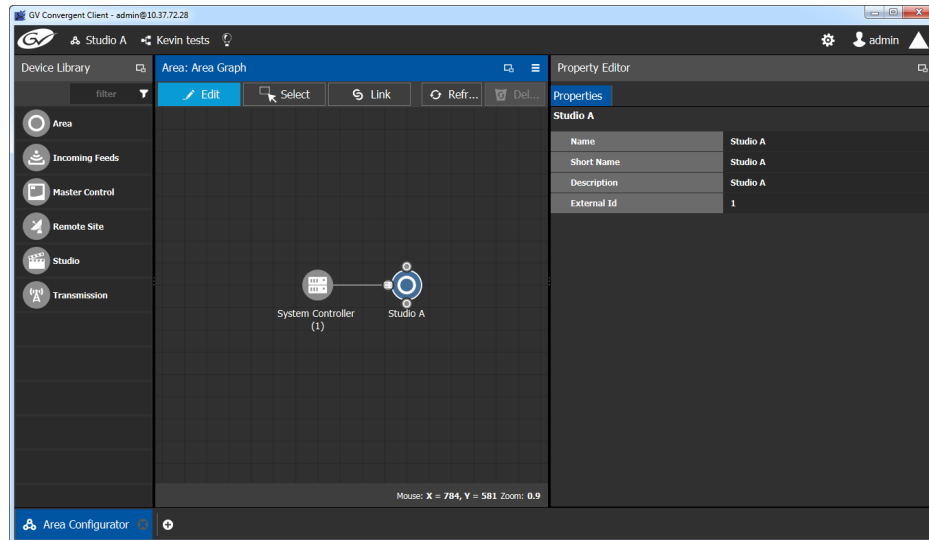 GV Convergent Client - admin@10.37.72.28
GV Studio A Kevin tests admin
Device Library
Area: Area Graph
Property Editor
filter
Edit Select Link Refr... Del...
Properties
Area
Incoming Feeds
Master Control
Remote Site
Studio
Transmission
System Controller
(1)
Studio A
Studio A
Name Studio A
Short Name Studio A
Description Studio A
External Id 1
Mouse: X = 784, Y = 581 Zoom: 0.9
Area Configurator